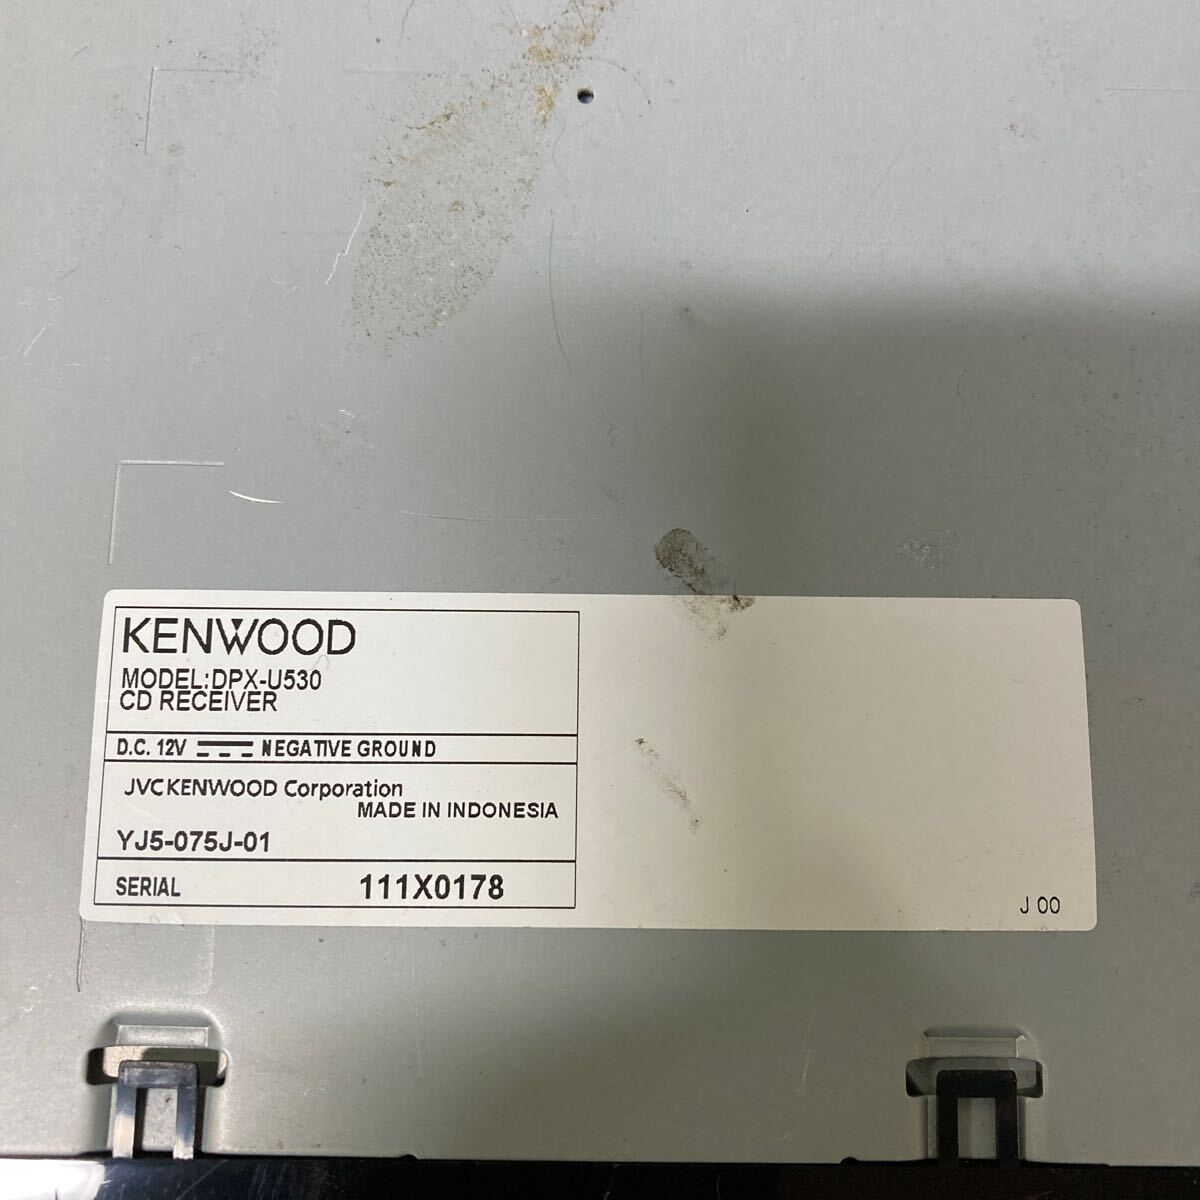 KENWOOD
MODEL:DPX-U530
CD RECEIVER
D.C. 12V NEGATIVE GROUND
JVCKENWOOD Corporation
MADE IN INDONESIA
YJ5-075J-01
SERIAL 111X0178
J 00